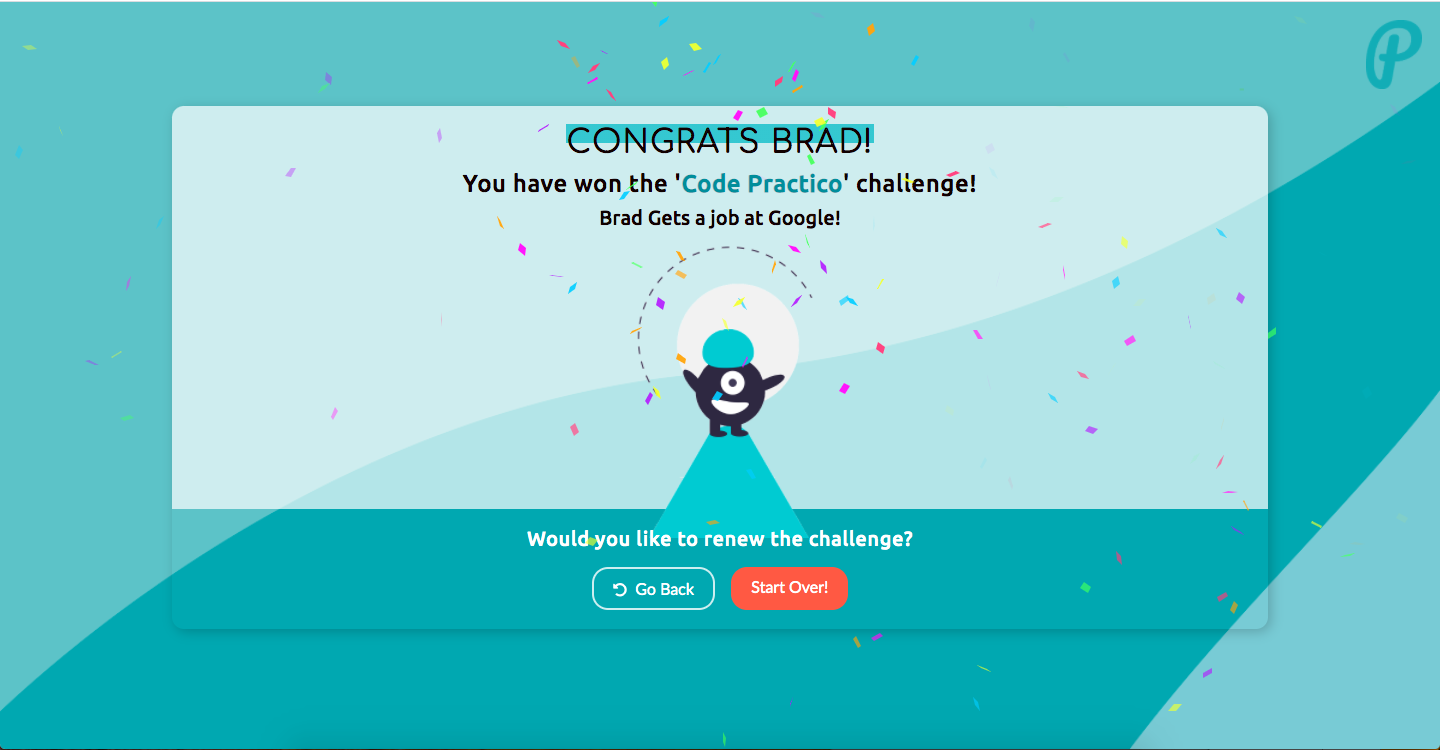 P
CONGRATS BRAD!
You have won the 'Code Practico' challenge!
Brad Gets a job at Google!
Would you like to renew the challenge?
Go Back
Start Over!